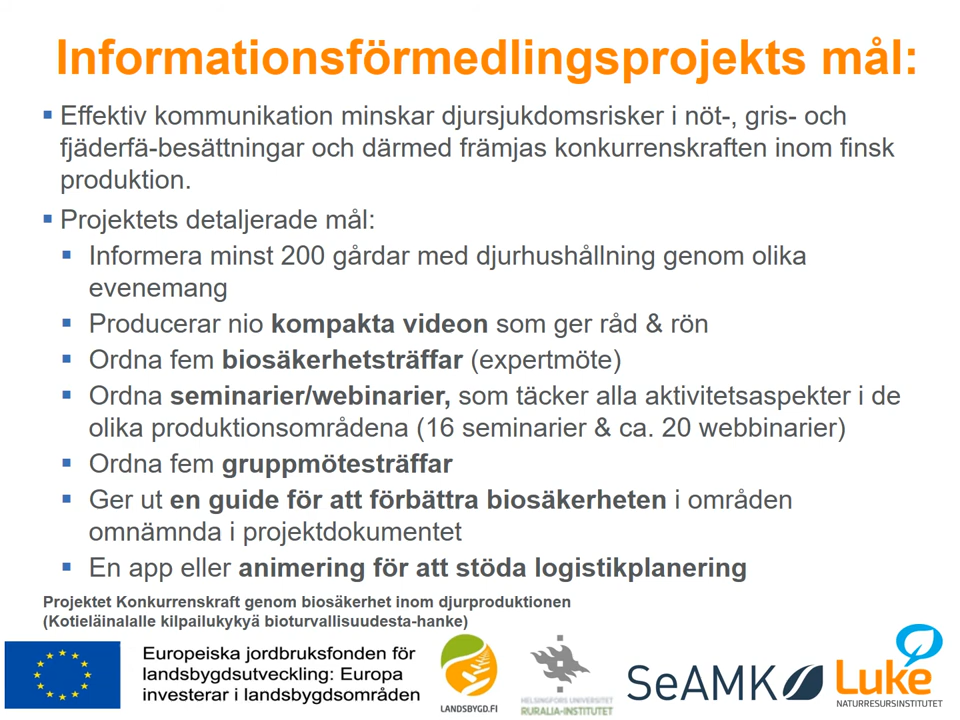 Informationsförmedlingsprojekts mål:
Effektiv kommunikation minskar djursjukdomsrisker i nöt-, gris- och
fjäderfä-besättningar och därmed främjas konkurrenskraften inom finsk
produktion.
Projektets detaljerade mål:
Informera minst 200 gårdar med djurhushållning genom olika
evenemang
Producerar nio kompakta videon som ger råd & rön
Ordna fem biosäkerhetsträffar (expertmöte)
Ordna seminarier/webinarier, som täcker alla aktivitetsaspekter i de
olika produktionsområdena (16 seminarier & ca. 20 webbinarier)
Ordna fem gruppmötesträffar
Ger ut en guide för att förbättra biosäkerheten i områden
omnämnda i projektdokumentet
En app eller animering för att stöda logistikplanering
Projektet Konkurrenskraft genom biosäkerhet inom djurproduktionen
(Kotieläinalalle kilpailukykyä bioturvallisuudesta-hanke)
Europeiska jordbruksfonden för
landsbygdsutveckling: Europa
investerar i landsbygdsområden
LANDSBYGD.FI
HELSINGFORS UNIVERSITET
RURALIA-INSTITUTET
SeAMK
Luke
NATURRESURSINSTITUTET